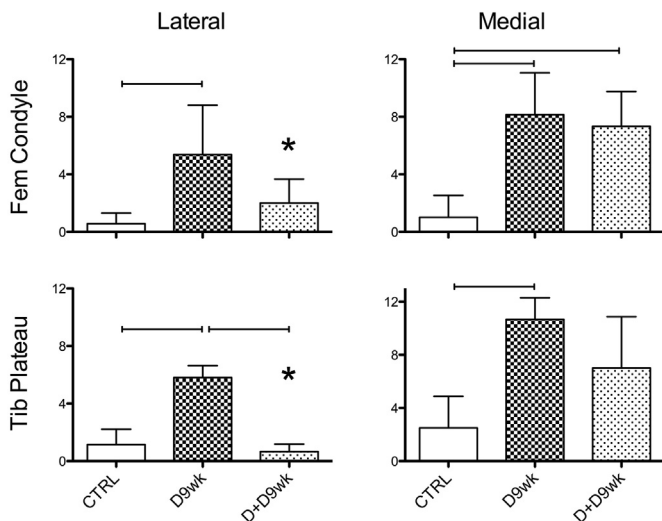 Lateral
Medial
Fem Condyle
12
8
4
0
*
12
8
4
0
Tib Plateau
12
8
4
0
*
12
8
4
0
CTRL
D9wk
D+D9wk
CTRL
D9wk
D+D9wk